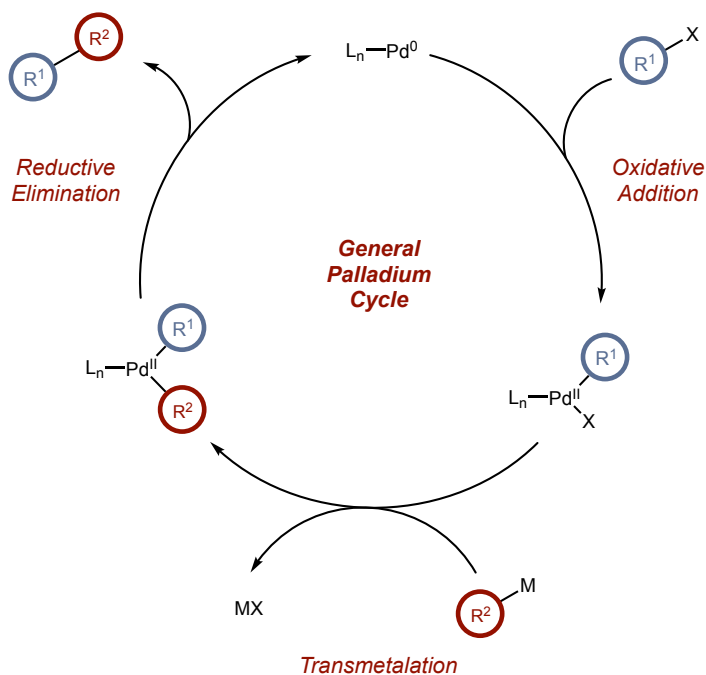 R²
R¹
Lₙ—Pd⁰
R¹
X
Reductive
Elimination
Oxidative
Addition
General
Palladium
Cycle
R¹
Lₙ—Pdᴵᴵ
R²
R¹
Lₙ—Pdᴵᴵ
X
MX
R²
M
Transmetalation